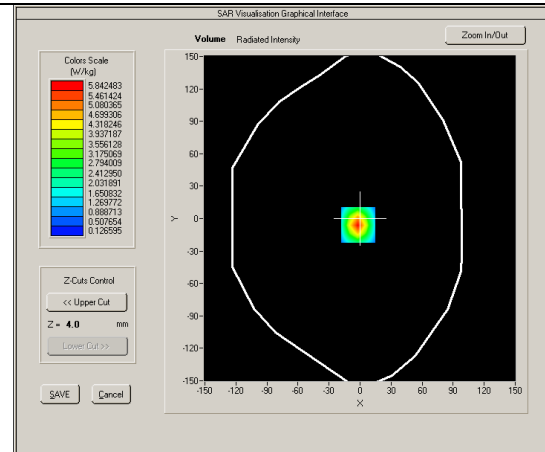 SAR Visualisation Graphical Interface
Volume Radiated Intensity
Zoom In/Out
Colors Scale
(W/kg)
5.842483
5.461424
5.080365
4.699306
4.318246
3.937187
3.556128
3.175069
2.794009
2.412950
2.031891
1.650832
1.269772
0.888713
0.507654
0.126595
Z-Cuts Control
<< Upper Cut
Z = 4.0 mm
Lower Cut >>
SAVE Cancel
150
120
90
60
30
0
-30
-60
-90
-120
-150
Y
-150 -120 -90 -60 -30 0 30 60 90 120 150
X